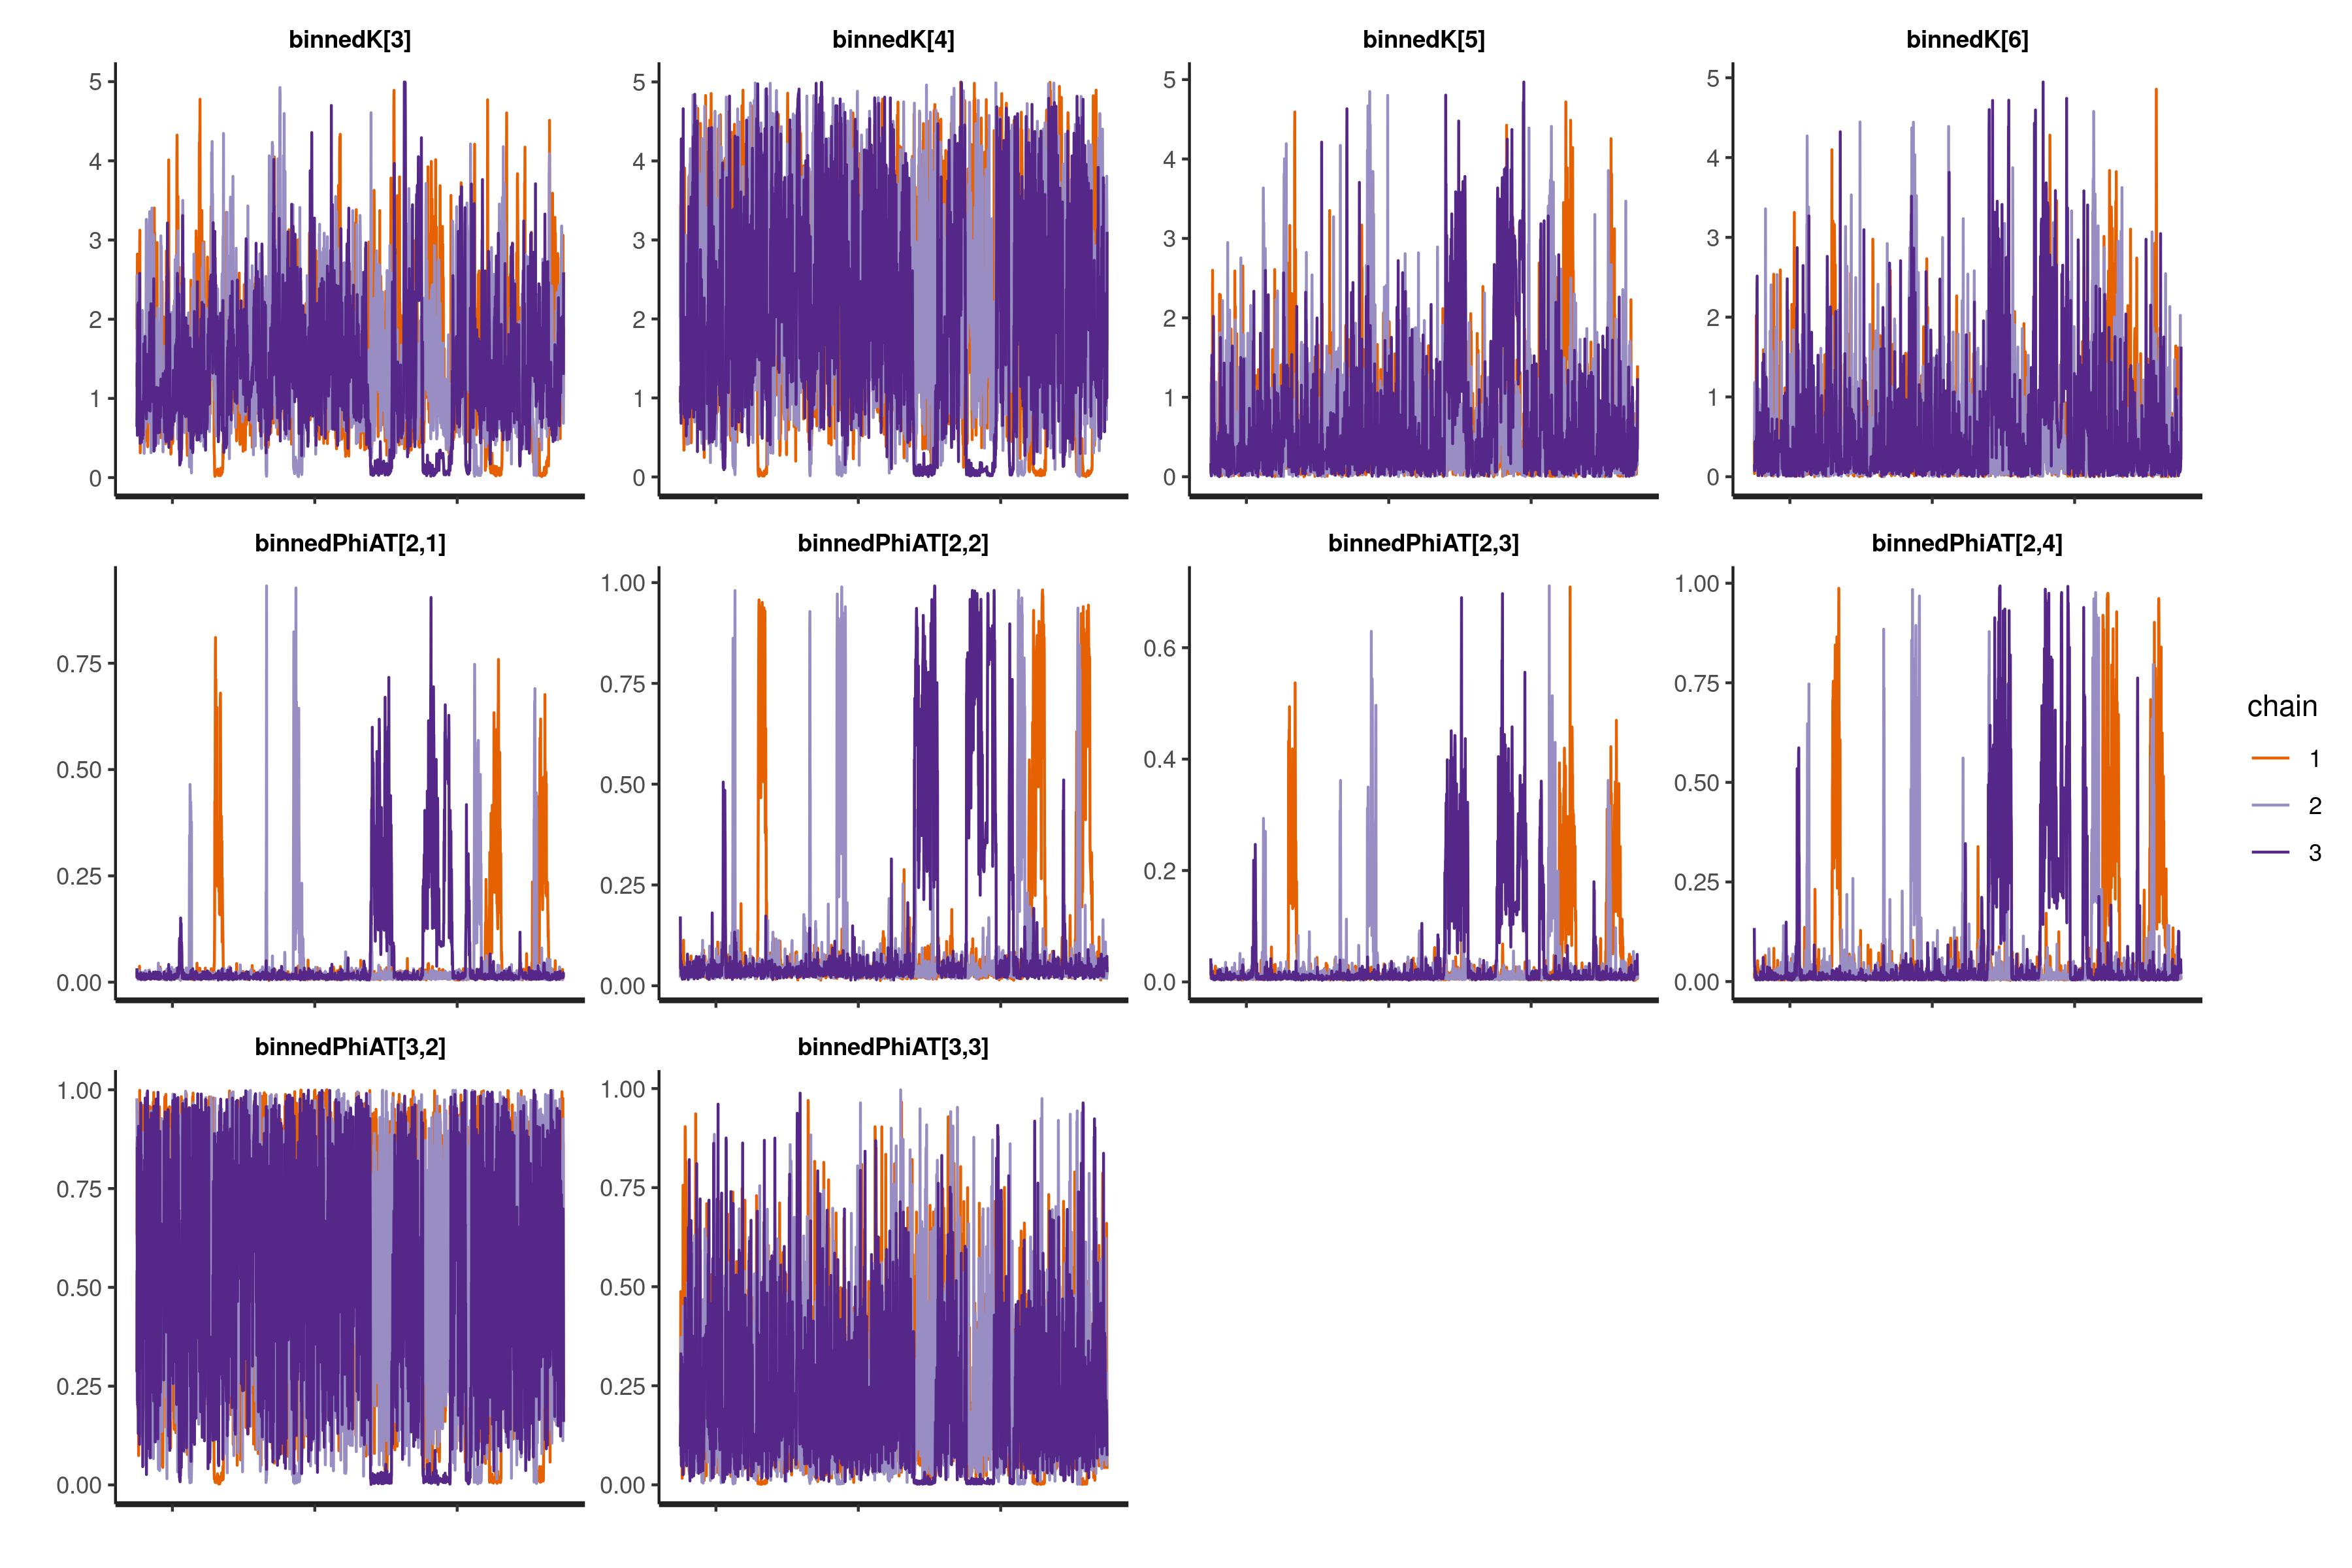 binnedK[3] binnedK[4] binnedK[5] binnedK[6]
5 5 5 5
4 4 4 4
3 3 3 3
2 2 2 2
1 1 1 1
0 0 0 0
binnedPhiAT[2,1] binnedPhiAT[2,2] binnedPhiAT[2,3] binnedPhiAT[2,4]
0.75
0.50
0.25
0.00
1.00
0.75
0.50
0.25
0.00
0.6
0.4
0.2
0.0
1.00
0.75
0.50
0.25
0.00
chain
1
2
3
binnedPhiAT[3,2] binnedPhiAT[3,3]
1.00 1.00
0.75 0.75
0.50 0.50
0.25 0.25
0.00 0.00